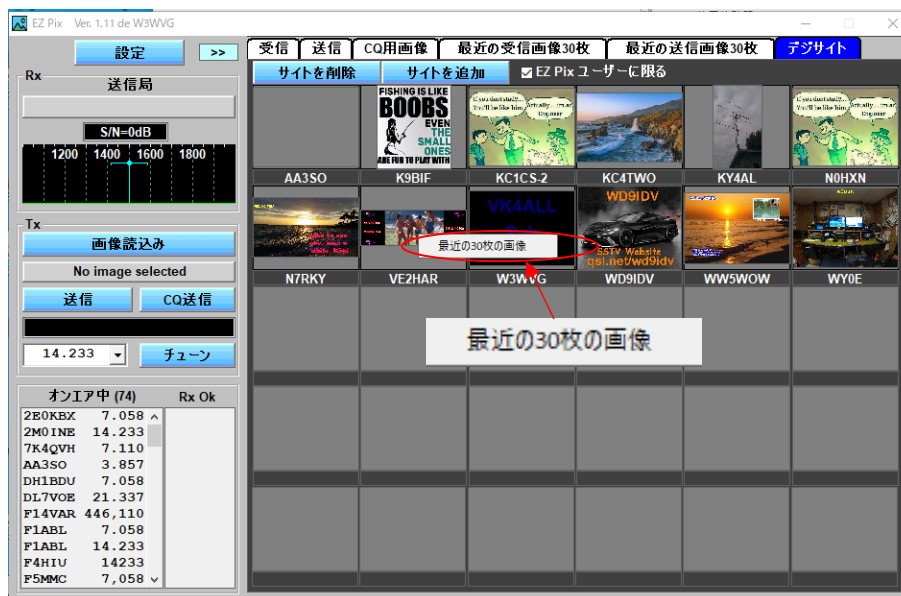 EZ Pix Ver. 1.11 de W3WVG
設定
>>
受信
送信
CQ用画像
最近の受信画像30枚
最近の送信画像30枚
デジサイト
サイトを削除
サイトを追加
EZ Pixユーザーに限る
Rx
送信局
S/N=0dB
1200 1400 1600 1800
Tx
画像読込み
No image selected
送信
CQ送信
14.233
チューン
オンエア中 (74)
Rx Ok
2E0KBX 7.058
2M0INE 14.233
7K4QVH 7.110
AA3SO 3.857
DH1BDU 7.058
DL7VOE 21.337
F14VAR 446,110
F1ABL 7.058
F1ABL 14.233
F4HIU 14233
F5MMC 7,058
FISHING IS LIKE
BOOBS
EVEN
THE
SMALL
ONES
ARE FUN TO PLAY WITH
AA3SO
K9BIF
KC1CS-2
KC4TWO
KY4AL
N0HXN
VK4ALL
WD9IDV
SSTV Website
qsl.net/wd9idv
最近の30枚の画像
N7RKY
VE2HAR
W3WVG
WD9IDV
WW5WOW
WY0E
最近の30枚の画像